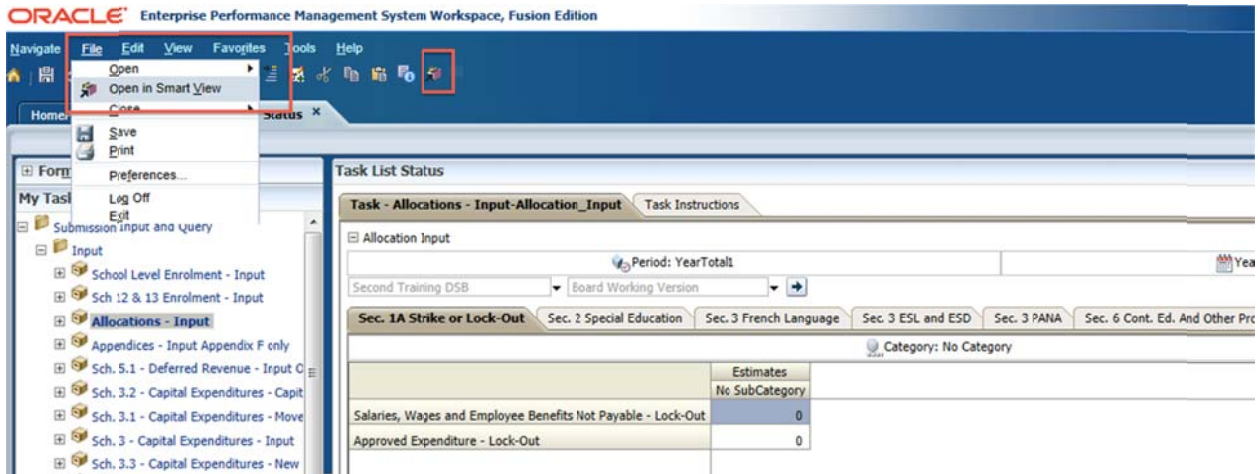 ORACLE Enterprise Performance Management System Workspace, Fusion Edition
Navigate File Edit View Favorites Tools Help
Open
Open in Smart View
Close
Home Status ×
Save
Print
Preferences...
Log Off
Exit
Form
My Tas
Submission Input and Query
Input
School Level Enrolment - Input
Sch 12 & 13 Enrolment - Input
Allocations - Input
Appendices - Input Appendix F only
Sch. 5.1 - Deferred Revenue - Input O
Sch. 3.2 - Capital Expenditures - Capit
Sch. 3.1 - Capital Expenditures - Move
Sch. 3 - Capital Expenditures - Input
Sch. 3.3 - Capital Expenditures - New
Task List Status
Task - Allocations - Input-Allocation_Input Task Instructions
Allocation Input
Period: YearTotal1 Yea
Second Training DSB Board Working Version
Sec. 1A Strike or Lock-Out Sec. 2 Special Education Sec. 3 French Language Sec. 3 ESL and ESD Sec. 3 PANA Sec. 6 Cont. Ed. And Other Pro
Category: No Category
Estimates
No SubCategory
Salaries, Wages and Employee Benefits Not Payable - Lock-Out 0
Approved Expenditure - Lock-Out 0